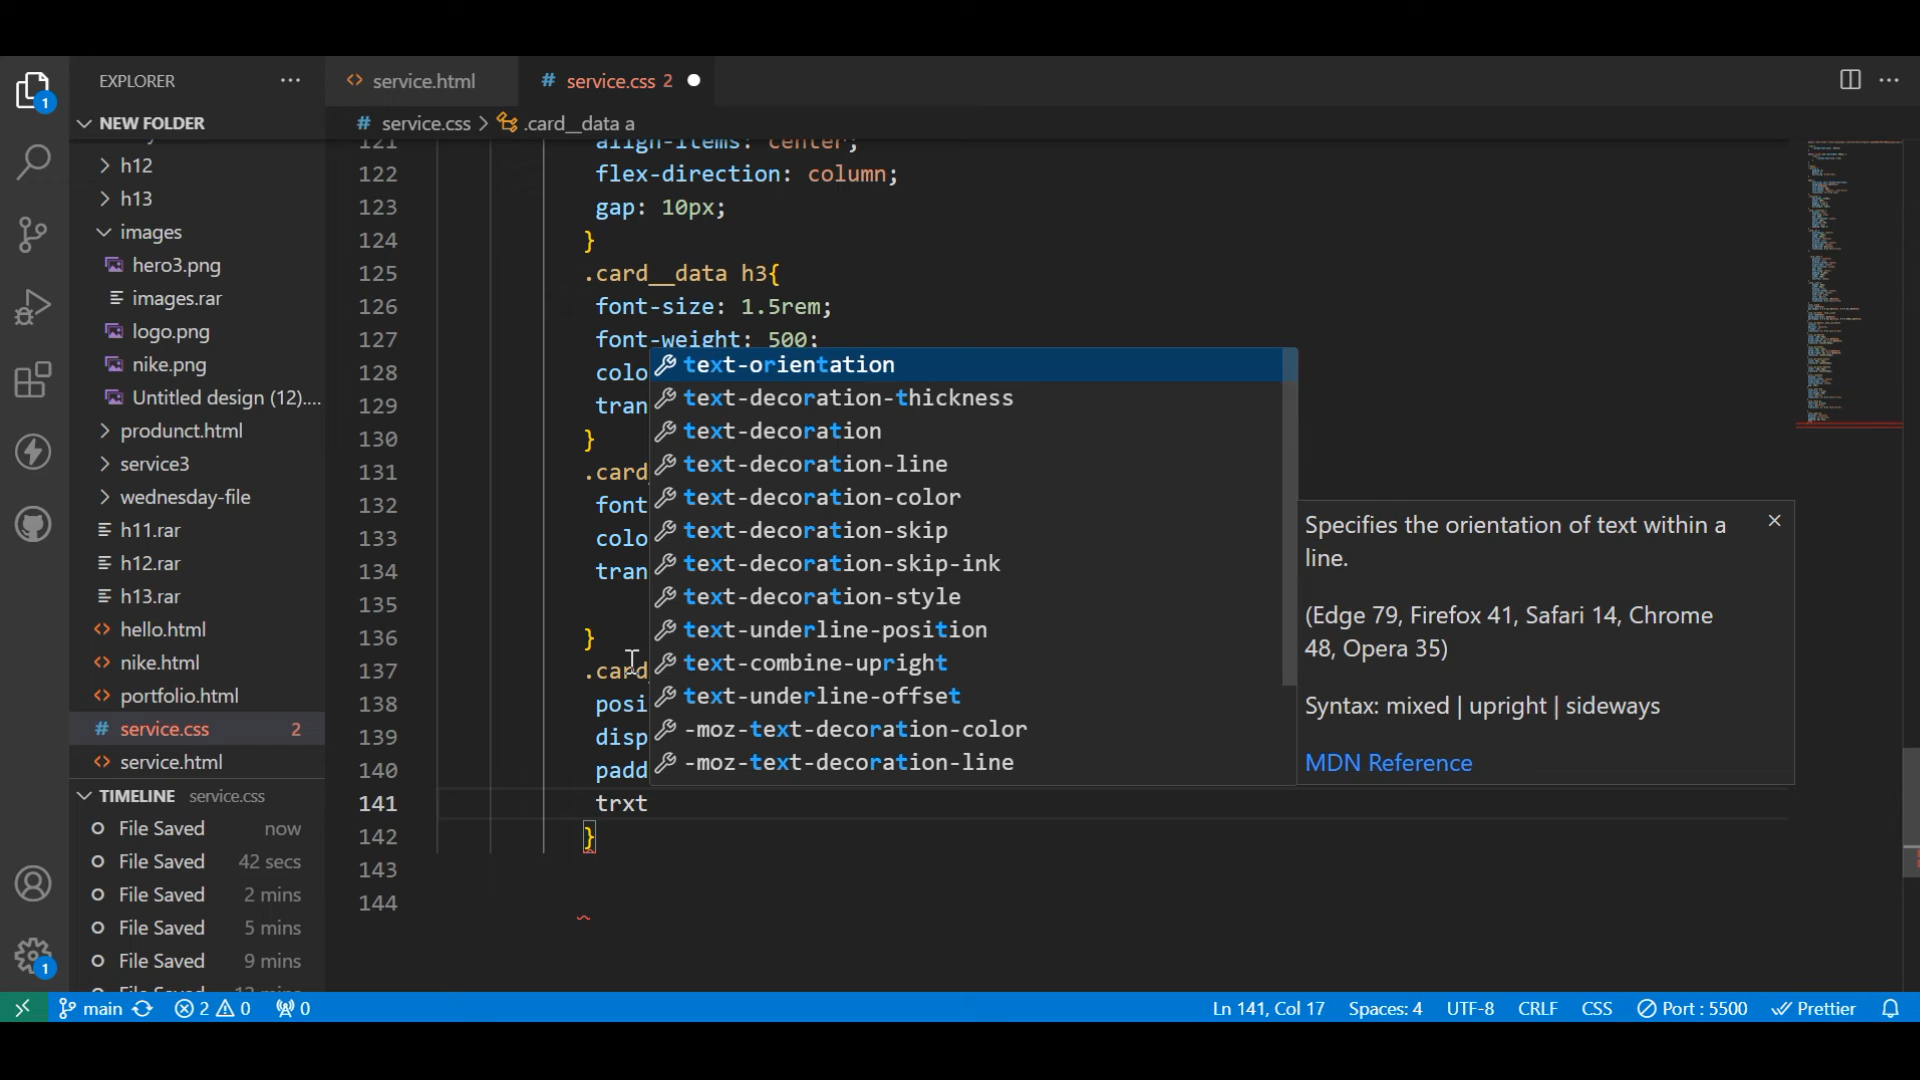 EXPLORER
service.html
service.css 2
NEW FOLDER
service.css > .card__data a
h12
h13
images
hero3.png
images.rar
logo.png
nike.png
Untitled design (12)....
produnct.html
service3
wednesday-file
h11.rar
h12.rar
h13.rar
hello.html
nike.html
portfolio.html
service.css 2
service.html
TIMELINE service.css
File Saved now
File Saved 42 secs
File Saved 2 mins
File Saved 5 mins
File Saved 9 mins
121 align-items: center;
122 flex-direction: column;
123 gap: 10px;
124 }
125 .card__data h3{
126 font-size: 1.5rem;
127 font-weight: 500;
128 colo
129 tran
130 }
131 .card
132 font
133 colo
134 tran
135
136 }
137 .card
138 posi
139 disp
140 padd
141 trxt
142 }
143
144
text-orientation
text-decoration-thickness
text-decoration
text-decoration-line
text-decoration-color
text-decoration-skip
text-decoration-skip-ink
text-decoration-style
text-underline-position
text-combine-upright
text-underline-offset
-moz-text-decoration-color
-moz-text-decoration-line
Specifies the orientation of text within a
line.
(Edge 79, Firefox 41, Safari 14, Chrome
48, Opera 35)
Syntax: mixed | upright | sideways
MDN Reference
1
1
main 2 0 0 Ln 141, Col 17 Spaces: 4 UTF-8 CRLF CSS Port : 5500 Prettier